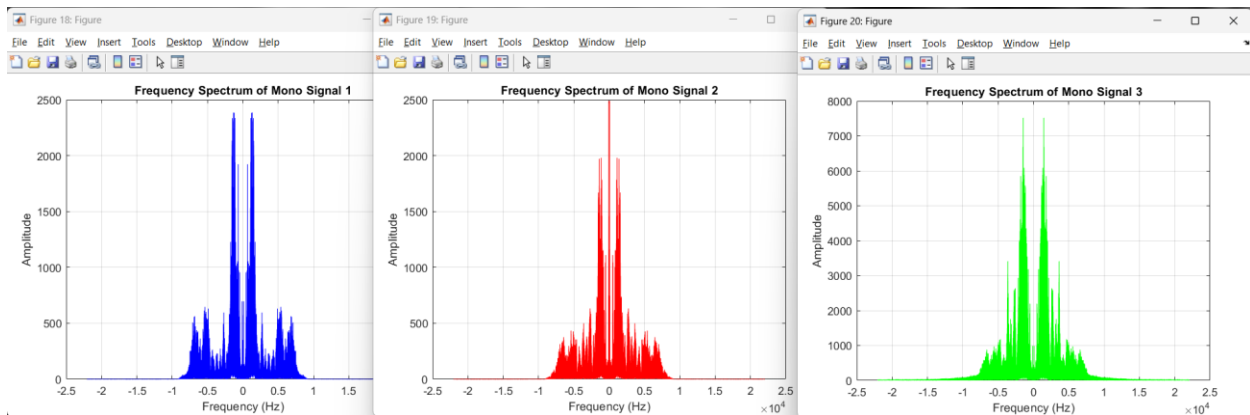 Figure 18: Figure
File Edit View Insert Tools Desktop Window Help
Frequency Spectrum of Mono Signal 1
2500
2000
1500
1000
500
0
Amplitude
-2.5 -2 -1.5 -1 -0.5 0 0.5 1 1.5
Frequency (Hz)
Figure 19: Figure
File Edit View Insert Tools Desktop Window Help
Frequency Spectrum of Mono Signal 2
2500
2000
1500
1000
500
0
Amplitude
-2.5 -2 -1.5 -1 -0.5 0 0.5 1 1.5 2 2.5
Frequency (Hz)
×10⁴
Figure 20: Figure
File Edit View Insert Tools Desktop Window Help
Frequency Spectrum of Mono Signal 3
8000
7000
6000
5000
4000
3000
2000
1000
0
Amplitude
-2.5 -2 -1.5 -1 -0.5 0 0.5 1 1.5 2 2.5
Frequency (Hz)
×10⁴